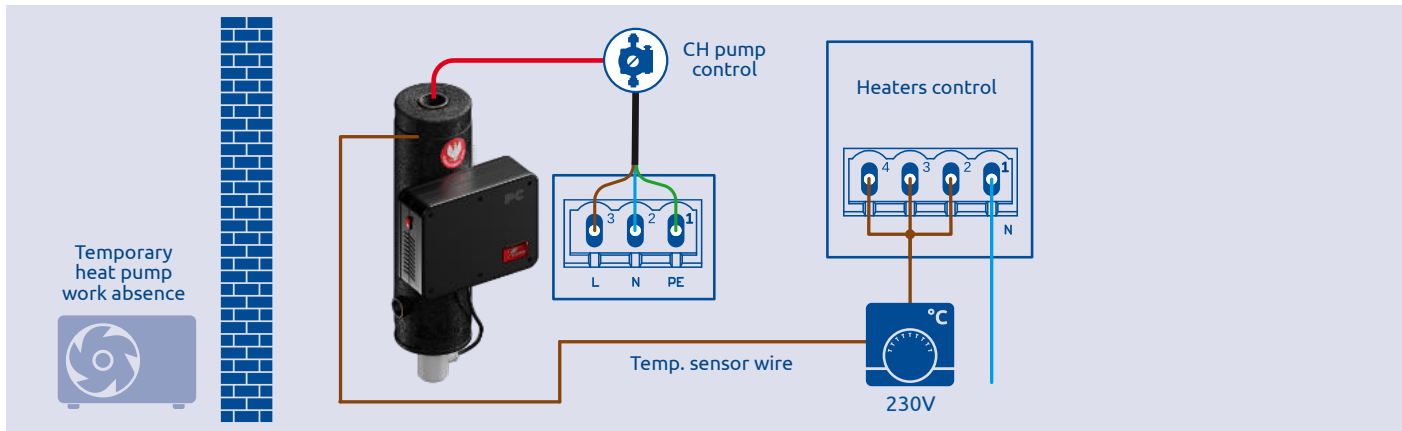 Temporary
heat pump
work absence
PC
CH pump
control
3 2 1
L N PE
Heaters control
4 3 2 1
N
Temp. sensor wire
°C
230V